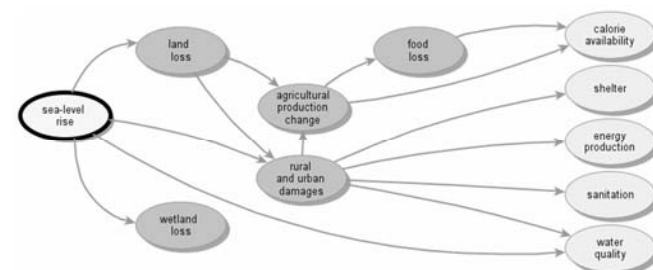 land
loss
food
loss
calorie
availability
sea-level
rise
agricultural
production
change
shelter
energy
production
rural
and urban
damages
sanitation
wetland
loss
water
quality